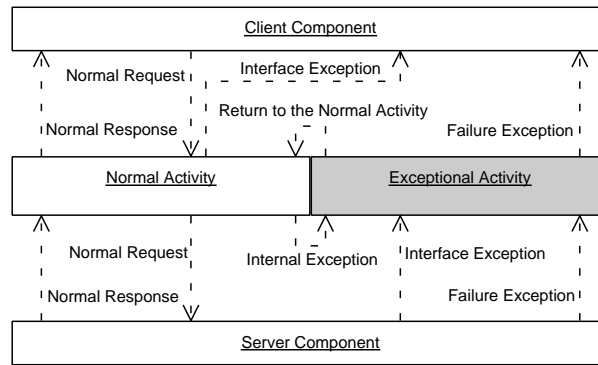 Client Component
Normal Request
Interface Exception
Return to the Normal Activity
Normal Response
Failure Exception
Normal Activity
Exceptional Activity
Normal Request
Internal Exception
Interface Exception
Normal Response
Failure Exception
Server Component